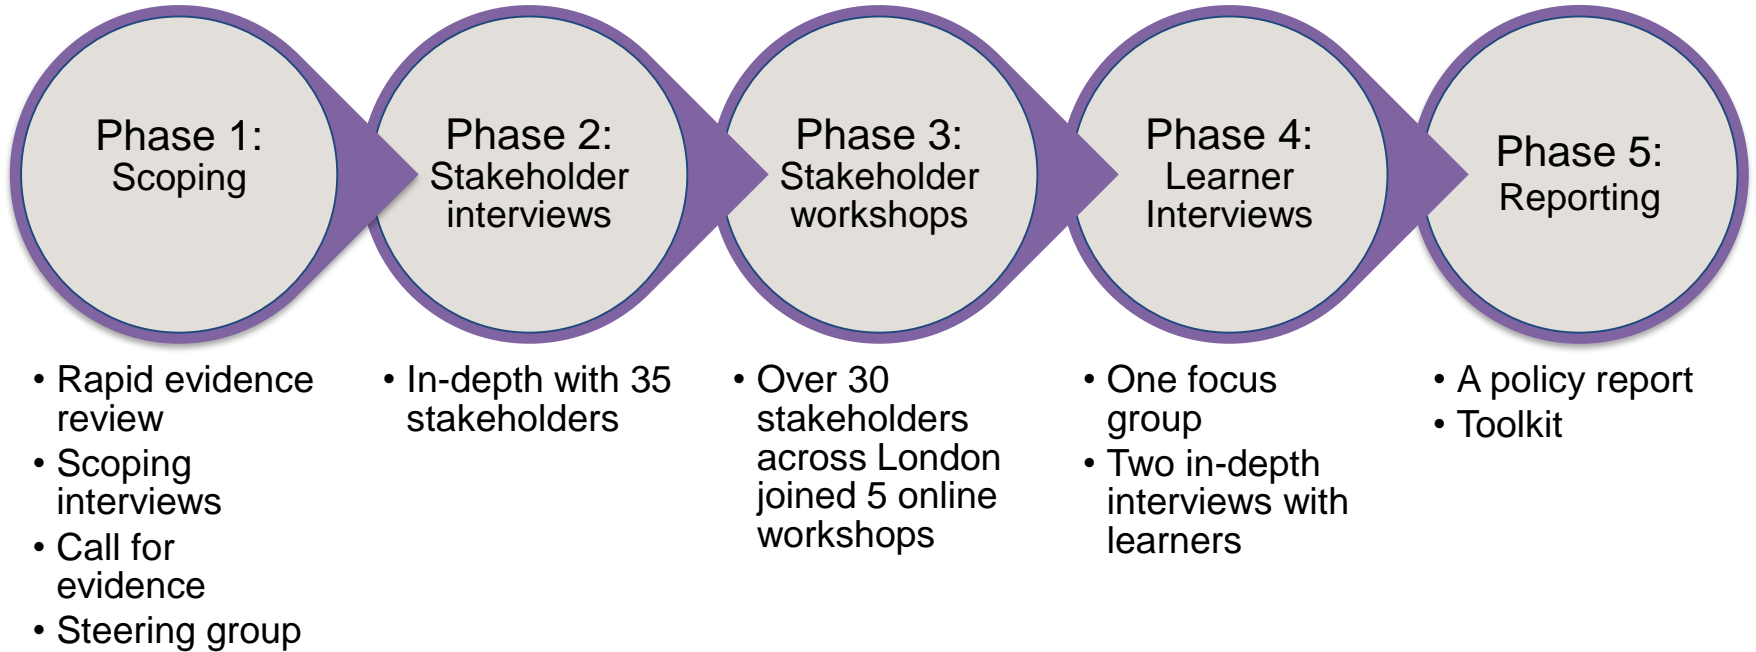 Phase 1:
Scoping
• Rapid evidence
review
• Scoping
interviews
• Call for
evidence
• Steering group
Phase 2:
Stakeholder
interviews
• In-depth with 35
stakeholders
Phase 3:
Stakeholder
workshops
• Over 30
stakeholders
across London
joined 5 online
workshops
Phase 4:
Learner
Interviews
• One focus
group
• Two in-depth
interviews with
learners
Phase 5:
Reporting
• A policy report
• Toolkit